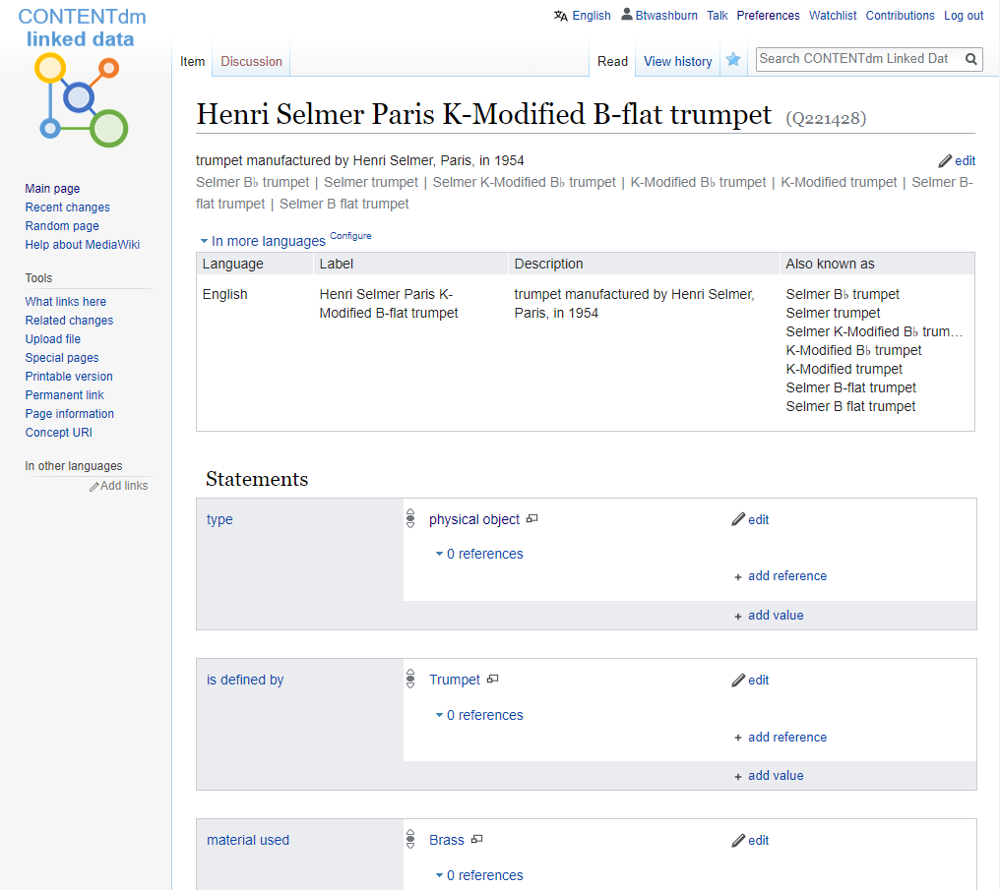 CONTENTdm
linked data
English Btwashburn Talk Preferences Watchlist Contributions Log out
Item Discussion Read View history Search CONTENTdm Linked Dat
Henri Selmer Paris K-Modified B-flat trumpet (Q221428)
trumpet manufactured by Henri Selmer, Paris, in 1954 edit
Selmer B♭ trumpet | Selmer trumpet | Selmer K-Modified B♭ trumpet | K-Modified B♭ trumpet | K-Modified trumpet | Selmer B-
flat trumpet | Selmer B flat trumpet
In more languages Configure
Language Label Description Also known as
English Henri Selmer Paris K- trumpet manufactured by Henri Selmer, Selmer B♭ trumpet
Modified B-flat trumpet Paris, in 1954 Selmer trumpet
Selmer K-Modified B♭ trum…
K-Modified B♭ trumpet
K-Modified trumpet
Selmer B-flat trumpet
Selmer B flat trumpet
Main page
Recent changes
Random page
Help about MediaWiki
Tools
What links here
Related changes
Upload file
Special pages
Printable version
Permanent link
Page information
Concept URI
In other languages
Add links
Statements
type physical object edit
0 references
+ add reference
+ add value
is defined by Trumpet edit
0 references
+ add reference
+ add value
material used Brass edit
0 references